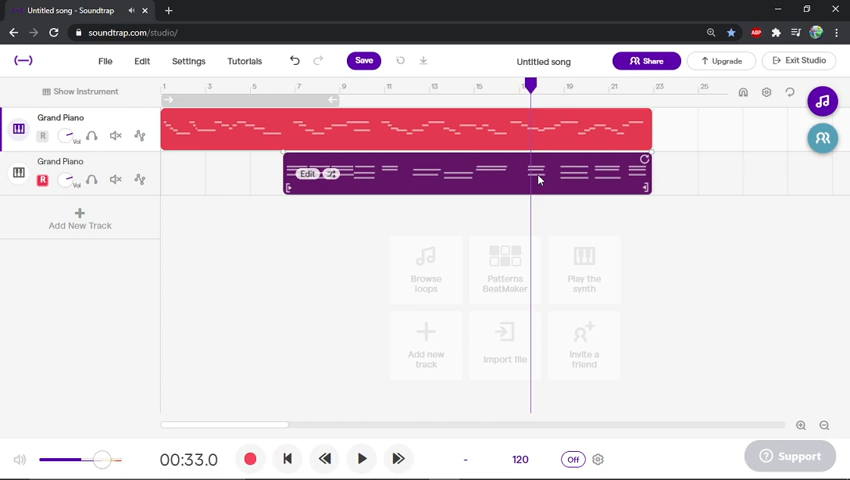 Untitled song - Soundtrap
soundtrap.com/studio/
ABP
File Edit Settings Tutorials Save Untitled song Share Upgrade Exit Studio
Show Instrument
1 3 5 7 9 11 13 15 19 21 23 25
Grand Piano
R Vol
Grand Piano
R Vol
Edit
Add New Track
Browse loops
Patterns BeatMaker
Play the synth
Add new track
Import file
Invite a friend
00:33.0 - 120 Off Support